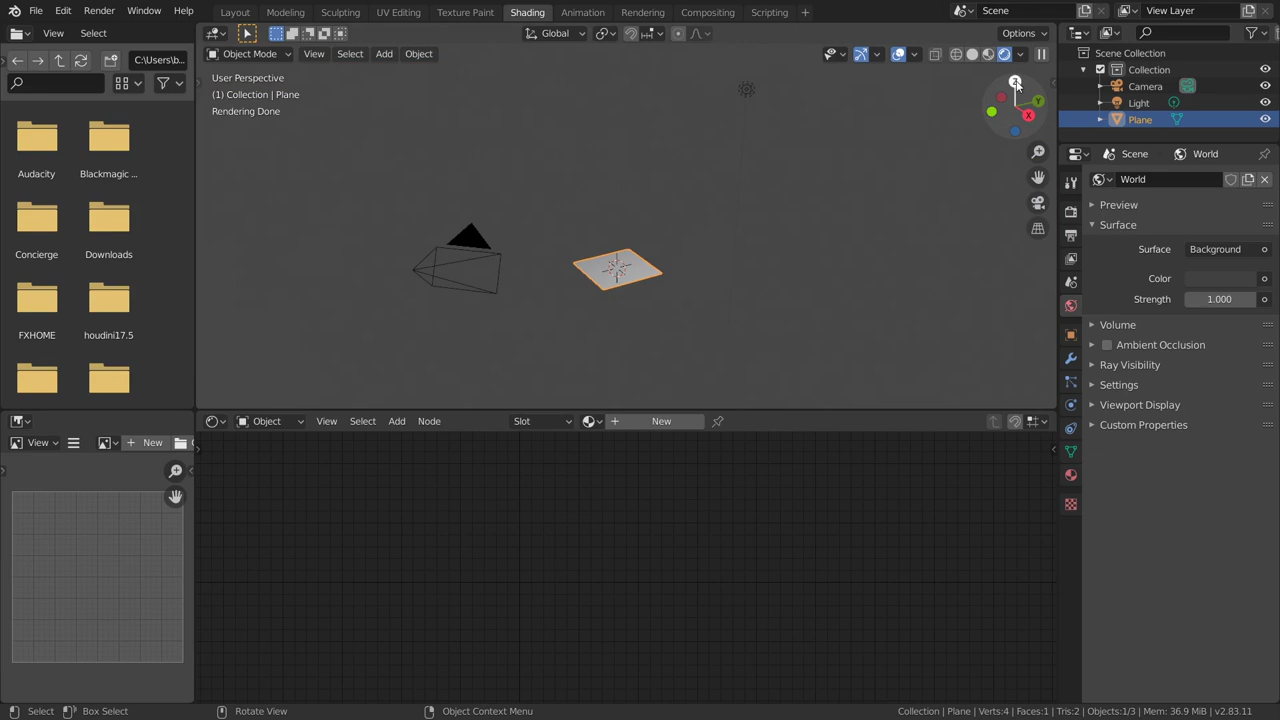 File Edit Render Window Help Layout Modeling Sculpting UV Editing Texture Paint Shading Animation Rendering Compositing Scripting + Scene View Layer
View Select
Global Options
C:\Users\b...
Object Mode View Select Add Object
User Perspective
(1) Collection | Plane
Rendering Done
Z
Y
X
Audacity Blackmagic ...
Concierge Downloads
FXHOME houdini17.5
Scene Collection
Collection
Camera
Light
Plane
Scene World
World
Preview
Surface
Surface Background
Color
Strength 1.000
Volume
Ambient Occlusion
Ray Visibility
Settings
Viewport Display
Custom Properties
Object View Select Add Node Slot + New
View + New
Select Box Select Rotate View Object Context Menu Collection | Plane | Verts:4 | Faces:1 | Tris:2 | Objects:1/3 | Mem: 36.9 MiB | v2.83.11